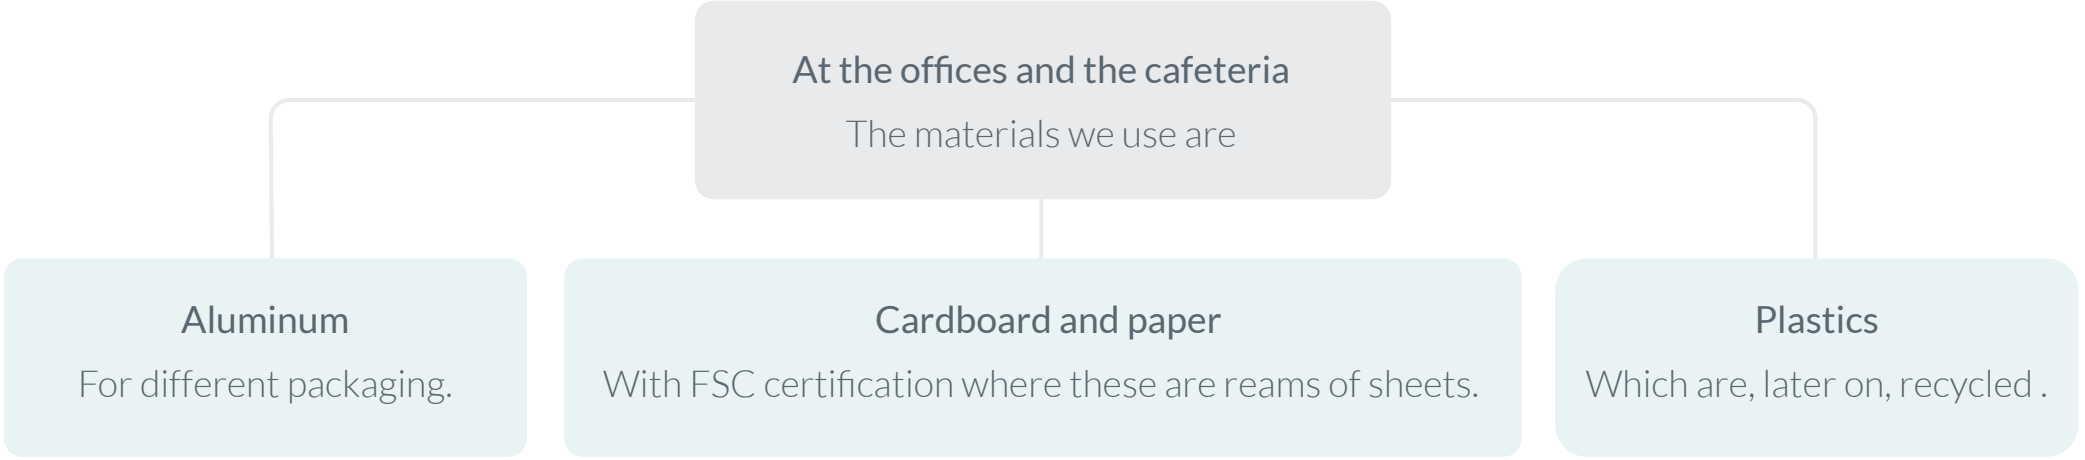 At the offices and the cafeteria
The materials we use are
Aluminum
For different packaging.
Cardboard and paper
With FSC certification where these are reams of sheets.
Plastics
Which are, later on, recycled .